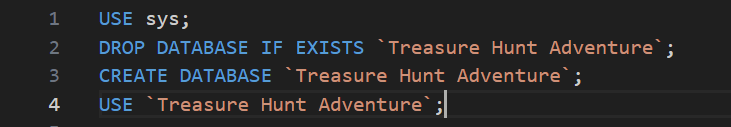 1 USE sys;
2 DROP DATABASE IF EXISTS `Treasure Hunt Adventure`;
3 CREATE DATABASE `Treasure Hunt Adventure`;
4 USE `Treasure Hunt Adventure`;